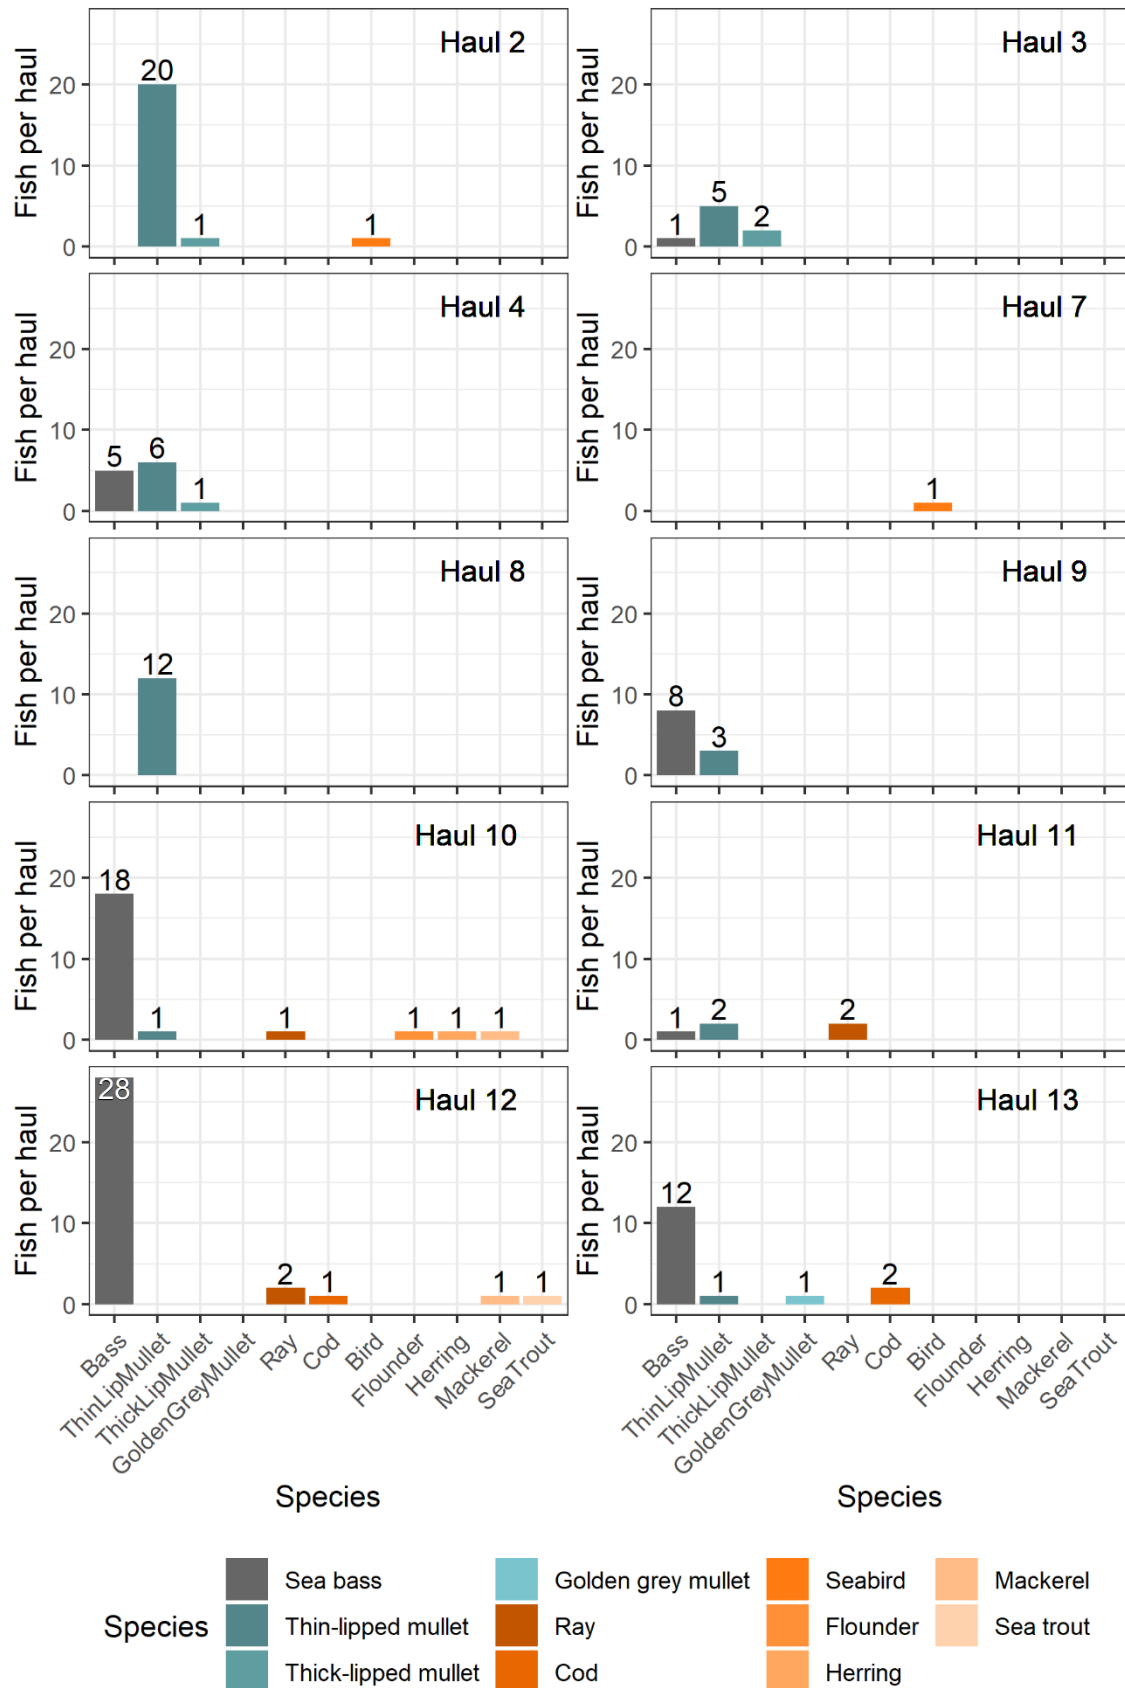 Haul 2
Fish per haul
20
10
0
20
1
1
Haul 3
Fish per haul
20
10
0
1
5
2
Haul 4
Fish per haul
20
10
0
5
6
1
Haul 7
Fish per haul
20
10
0
1
Haul 8
Fish per haul
20
10
0
12
Haul 9
Fish per haul
20
10
0
8
3
Haul 10
Fish per haul
20
10
0
18
1
1
1
1
1
Haul 11
Fish per haul
20
10
0
1
2
2
Haul 12
Fish per haul
20
10
0
28
2
1
1
1
Haul 13
Fish per haul
20
10
0
12
1
1
2
Bass
ThinLipMullet
ThickLipMullet
GoldenGreyMullet
Ray
Cod
Bird
Flounder
Herring
Mackerel
SeaTrout
Species
Bass
ThinLipMullet
ThickLipMullet
GoldenGreyMullet
Ray
Cod
Bird
Flounder
Herring
Mackerel
SeaTrout
Species
Species
Sea bass
Thin-lipped mullet
Thick-lipped mullet
Golden grey mullet
Ray
Cod
Seabird
Flounder
Herring
Mackerel
Sea trout